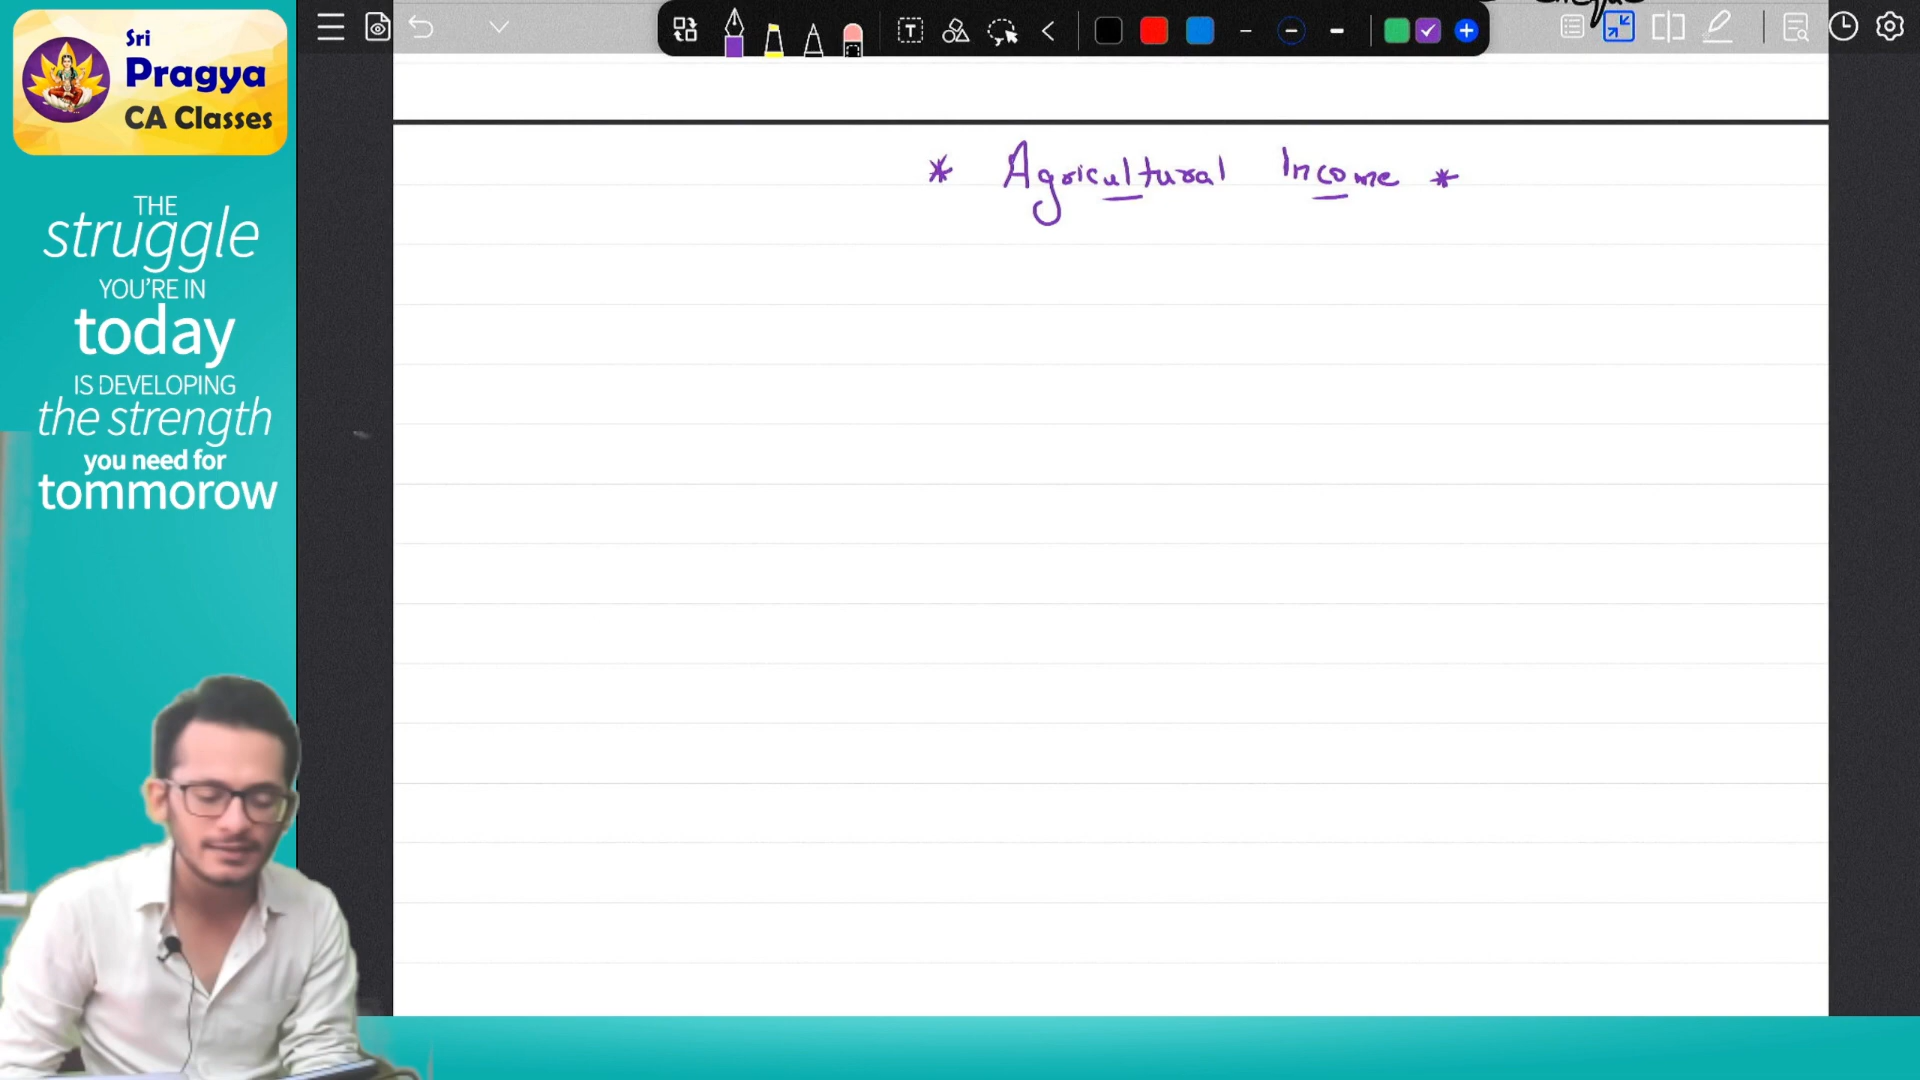 Sri
Pragya
CA Classes
THE
struggle
YOU'RE IN
today
IS DEVELOPING
the strength
you need for
tommorow
T
* Agricultural Income *